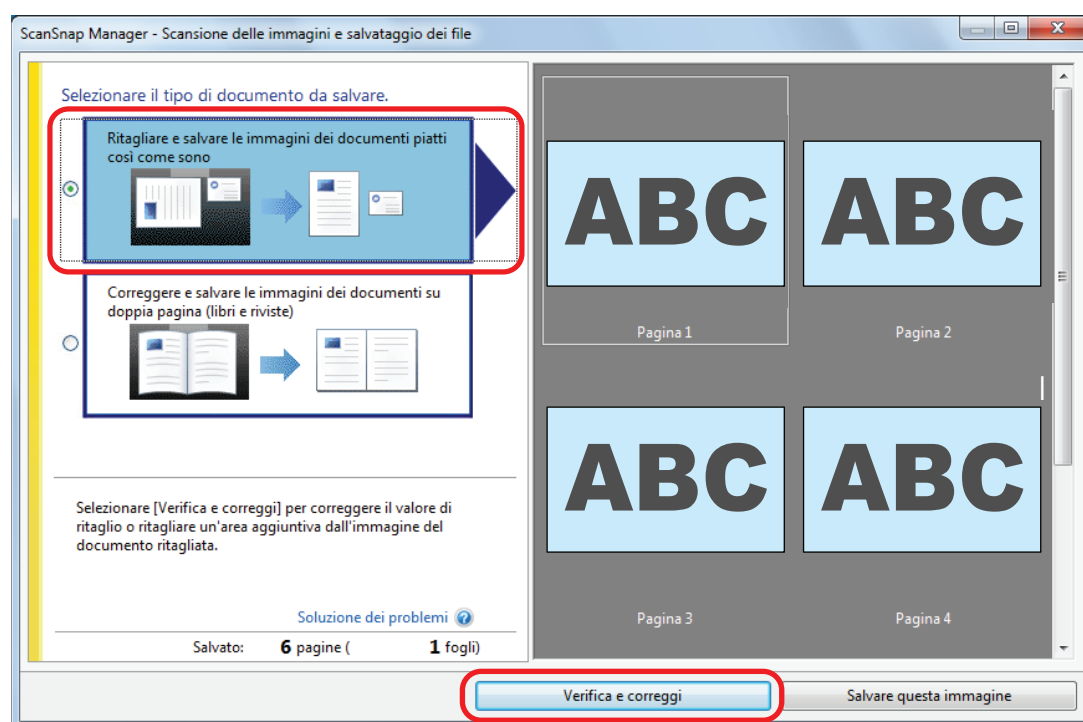 ScanSnap Manager - Scansione delle immagini e salvataggio dei file
Selezionare il tipo di documento da salvare.
Ritagliare e salvare le immagini dei documenti piatti
così come sono
Correggere e salvare le immagini dei documenti su
doppia pagina (libri e riviste)
Selezionare [Verifica e correggi] per correggere il valore di
ritaglio o ritagliare un'area aggiuntiva dall'immagine del
documento ritagliata.
Soluzione dei problemi ?
Salvato: 6 pagine ( 1 fogli)
ABC ABC
Pagina 1 Pagina 2
ABC ABC
Pagina 3 Pagina 4
Verifica e correggi Salvare questa immagine